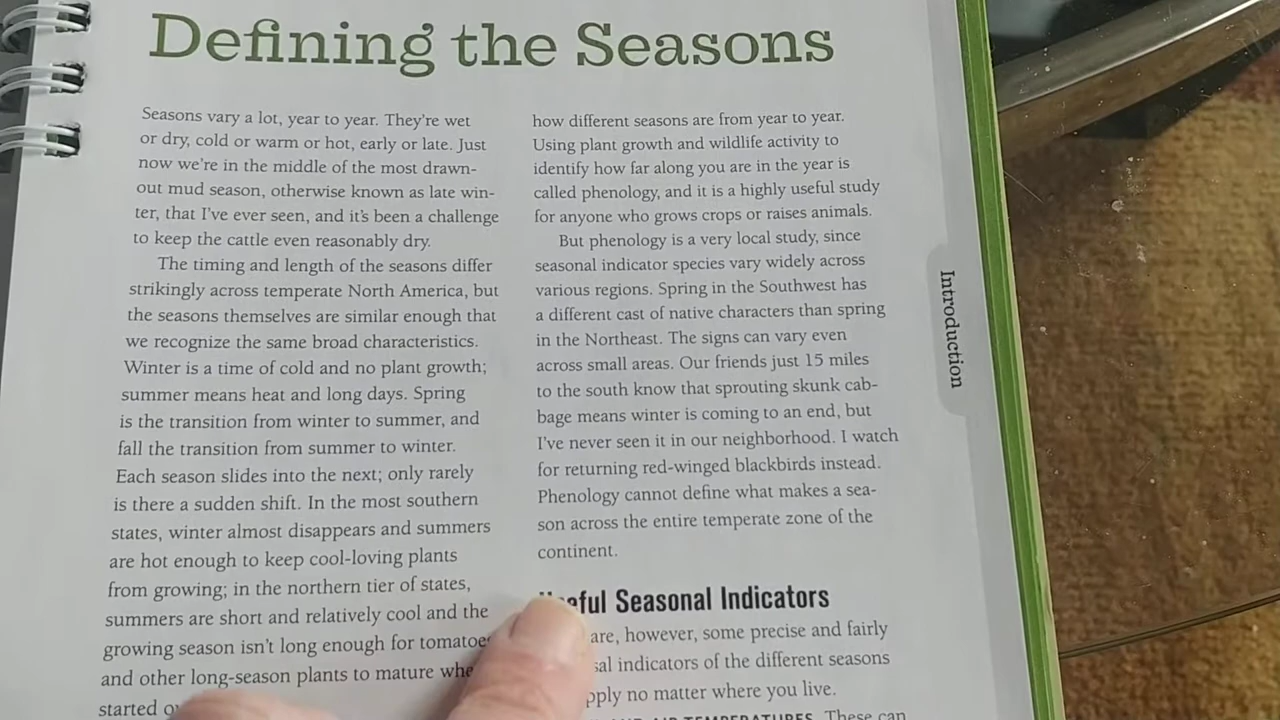 Defining the Seasons
Seasons vary a lot, year to year. They're wet
or dry, cold or warm or hot, early or late. Just
now we're in the middle of the most drawn-
out mud season, otherwise known as late win-
ter, that I've ever seen, and it's been a challenge
to keep the cattle even reasonably dry.
The timing and length of the seasons differ
strikingly across temperate North America, but
the seasons themselves are similar enough that
we recognize the same broad characteristics.
Winter is a time of cold and no plant growth;
summer means heat and long days. Spring
is the transition from winter to summer, and
fall the transition from summer to winter.
Each season slides into the next; only rarely
is there a sudden shift. In the most southern
states, winter almost disappears and summers
are hot enough to keep cool-loving plants
from growing; in the northern tier of states,
summers are short and relatively cool and the
growing season isn't long enough for tomatoes
and other long-season plants to mature
started
how different seasons are from year to year.
Using plant growth and wildlife activity to
identify how far along you are in the year is
called phenology, and it is a highly useful study
for anyone who grows crops or raises animals.
But phenology is a very local study, since
seasonal indicator species vary widely across
various regions. Spring in the Southwest has
a different cast of native characters than spring
in the Northeast. The signs can vary even
across small areas. Our friends just 15 miles
to the south know that sprouting skunk cab-
bage means winter is coming to an end, but
I've never seen it in our neighborhood. I watch
for returning red-winged blackbirds instead.
Phenology cannot define what makes a sea-
son across the entire temperate zone of the
continent.
Useful Seasonal Indicators
are, however, some precise and fairly
indicators of the different seasons
no matter where you live.
AIR TEMPERATURES. These can
Introduction